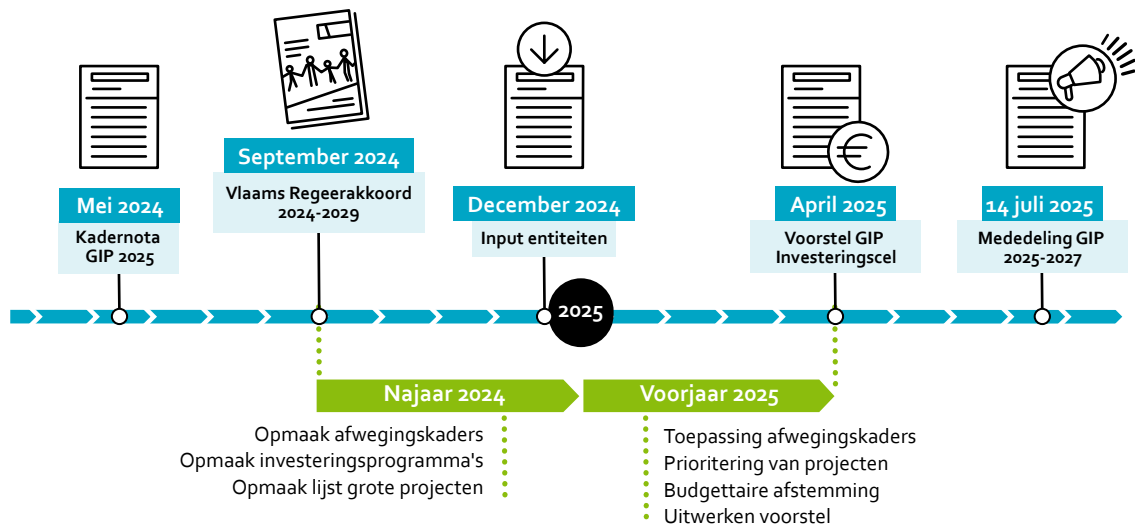 Mei 2024
Kadernota
GIP 2025
September 2024
Vlaams Regeerakkoord
2024-2029
December 2024
Input entiteiten
€
April 2025
Voorstel GIP
Investeringscel
14 juli 2025
Mededeling GIP
2025-2027
2025
Najaar 2024
Opmaak afwegingskaders
Opmaak investeringsprogramma's
Opmaak lijst grote projecten
Voorjaar 2025
Toepassing afwegingskaders
Prioritering van projecten
Budgettaire afstemming
Uitwerken voorstel